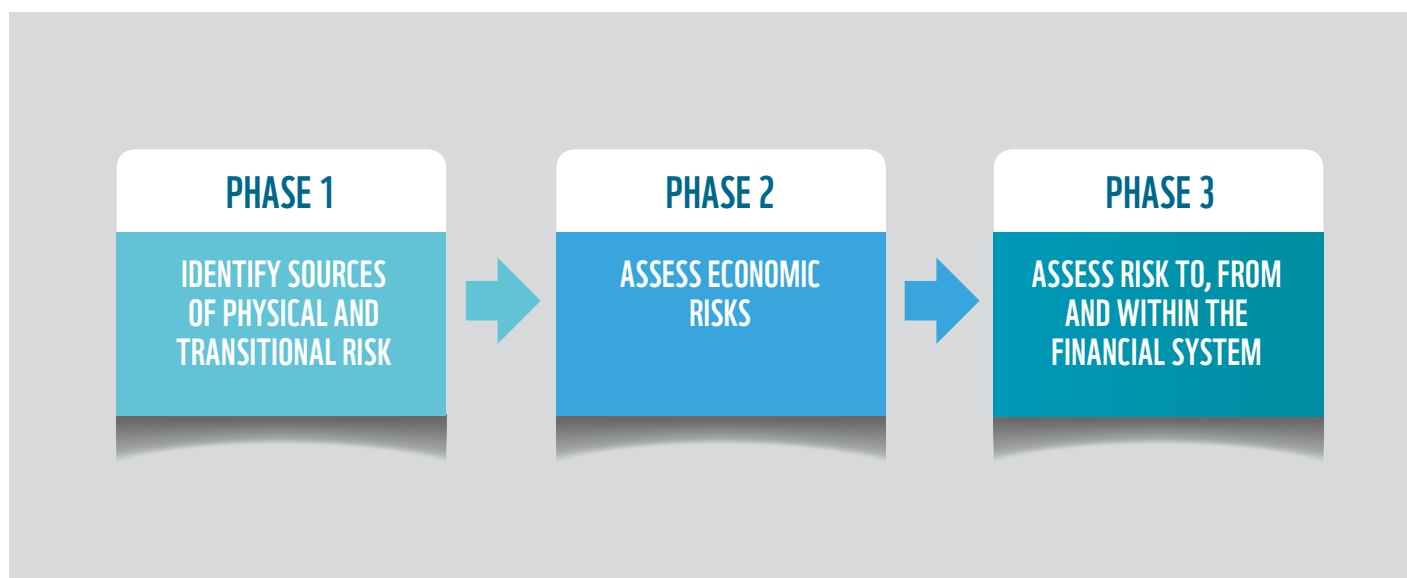 PHASE 1
IDENTIFY SOURCES
OF PHYSICAL AND
TRANSITIONAL RISK
PHASE 2
ASSESS ECONOMIC
RISKS
PHASE 3
ASSESS RISK TO, FROM
AND WITHIN THE
FINANCIAL SYSTEM